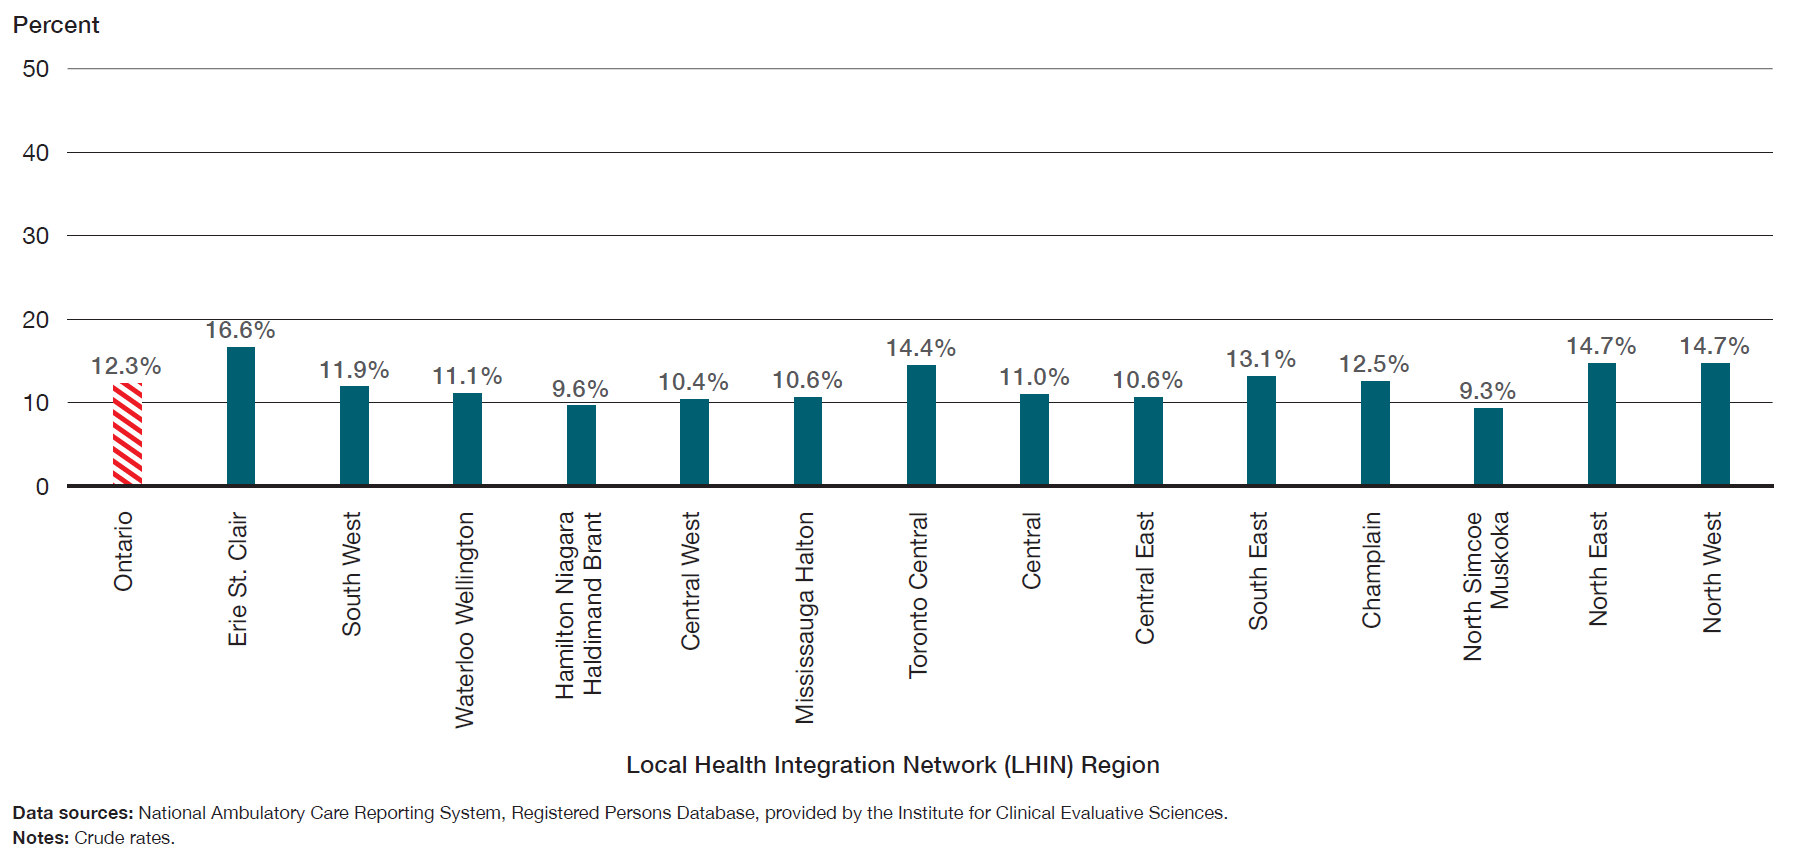 Percent
50
40
30
20
10
0
12.3%
16.6%
11.9%
11.1%
9.6%
10.4%
10.6%
14.4%
11.0%
10.6%
13.1%
12.5%
9.3%
14.7%
14.7%
Ontario
Erie St. Clair
South West
Waterloo Wellington
Hamilton Niagara
Haldimand Brant
Central West
Mississauga Halton
Toronto Central
Central
Central East
South East
Champlain
North Simcoe
Muskoka
North East
North West
Local Health Integration Network (LHIN) Region
Data sources: National Ambulatory Care Reporting System, Registered Persons Database, provided by the Institute for Clinical Evaluative Sciences.
Notes: Crude rates.